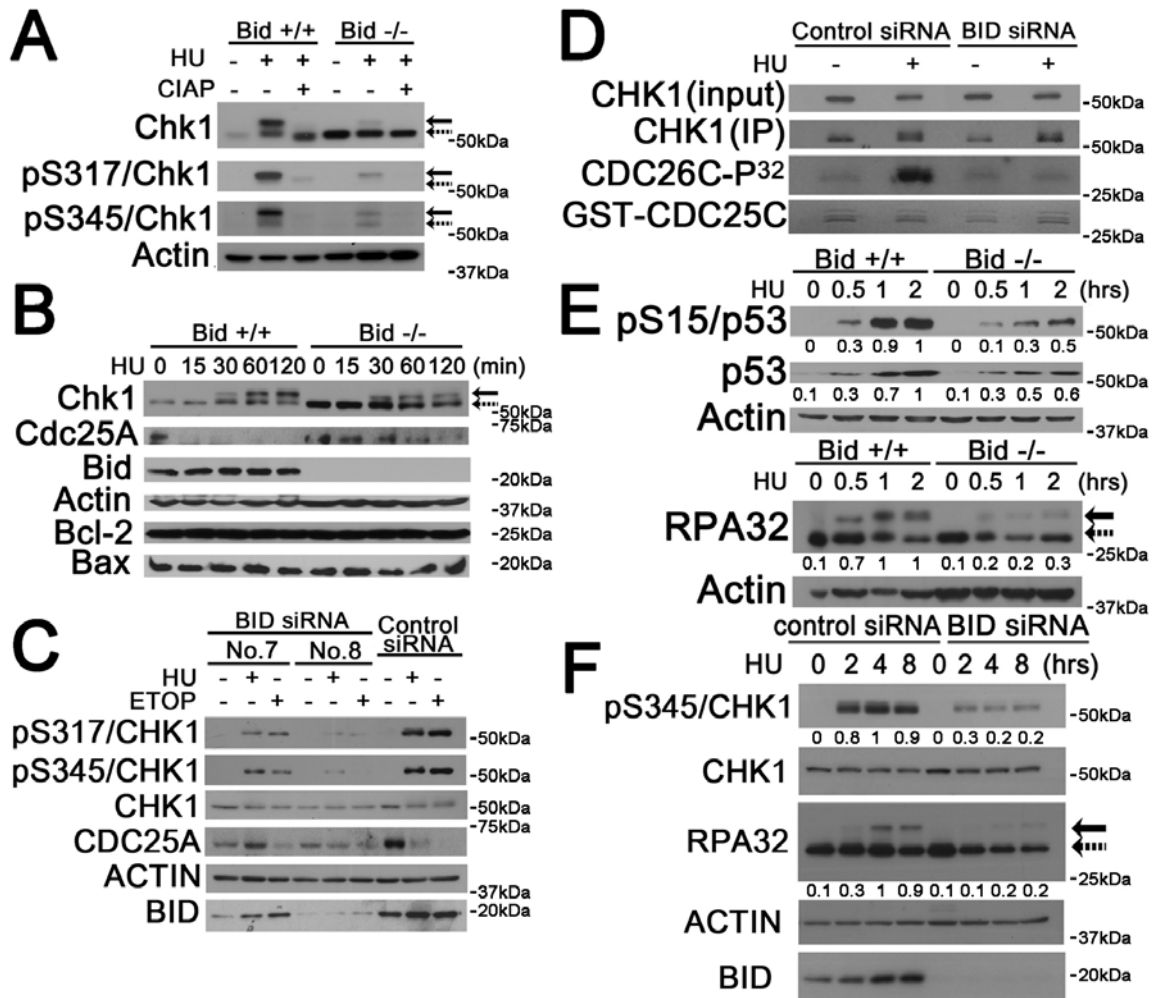 A
Bid +/+ Bid -/-
HU - + + - + +
CIAP - - + - - +
Chk1
-50kDa
pS317/Chk1
-50kDa
pS345/Chk1
-50kDa
Actin
-37kDa
B
Bid +/+ Bid -/-
HU 0 15 30 60 120 0 15 30 60 120 (min)
Chk1
-50kDa
-75kDa
Cdc25A
Bid
-20kDa
Actin
-37kDa
Bcl-2 -25kDa
Bax -20kDa
C
BID siRNA Control siRNA
No.7 No.8
HU - + - - + - - + -
ETOP - - + - - + - - +
pS317/CHK1 -50kDa
pS345/CHK1 -50kDa
CHK1 -50kDa
-75kDa
CDC25A
ACTIN
-37kDa
BID -20kDa
D
Control siRNA BID siRNA
HU - + - +
CHK1(input) -50kDa
CHK1(IP)
-50kDa
CDC26C-P32
-25kDa
GST-CDC25C
-25kDa
E
Bid +/+ Bid -/-
HU 0 0.5 1 2 0 0.5 1 2 (hrs)
pS15/p53 -50kDa
0 0.3 0.9 1 0 0.1 0.3 0.5
p53 -50kDa
0.1 0.3 0.7 1 0.1 0.3 0.5 0.6
Actin
-37kDa
Bid +/+ Bid -/-
HU 0 0.5 1 2 0 0.5 1 2 (hrs)
RPA32
-25kDa
0.1 0.7 1 1 0.1 0.2 0.2 0.3
Actin
-37kDa
F
control siRNA BID siRNA
HU 0 2 4 8 0 2 4 8 (hrs)
pS345/CHK1 -50kDa
0 0.8 1 0.9 0 0.3 0.2 0.2
CHK1
-50kDa
RPA32
-25kDa
0.1 0.3 1 0.9 0.1 0.1 0.2 0.2
ACTIN
-37kDa
BID -20kDa